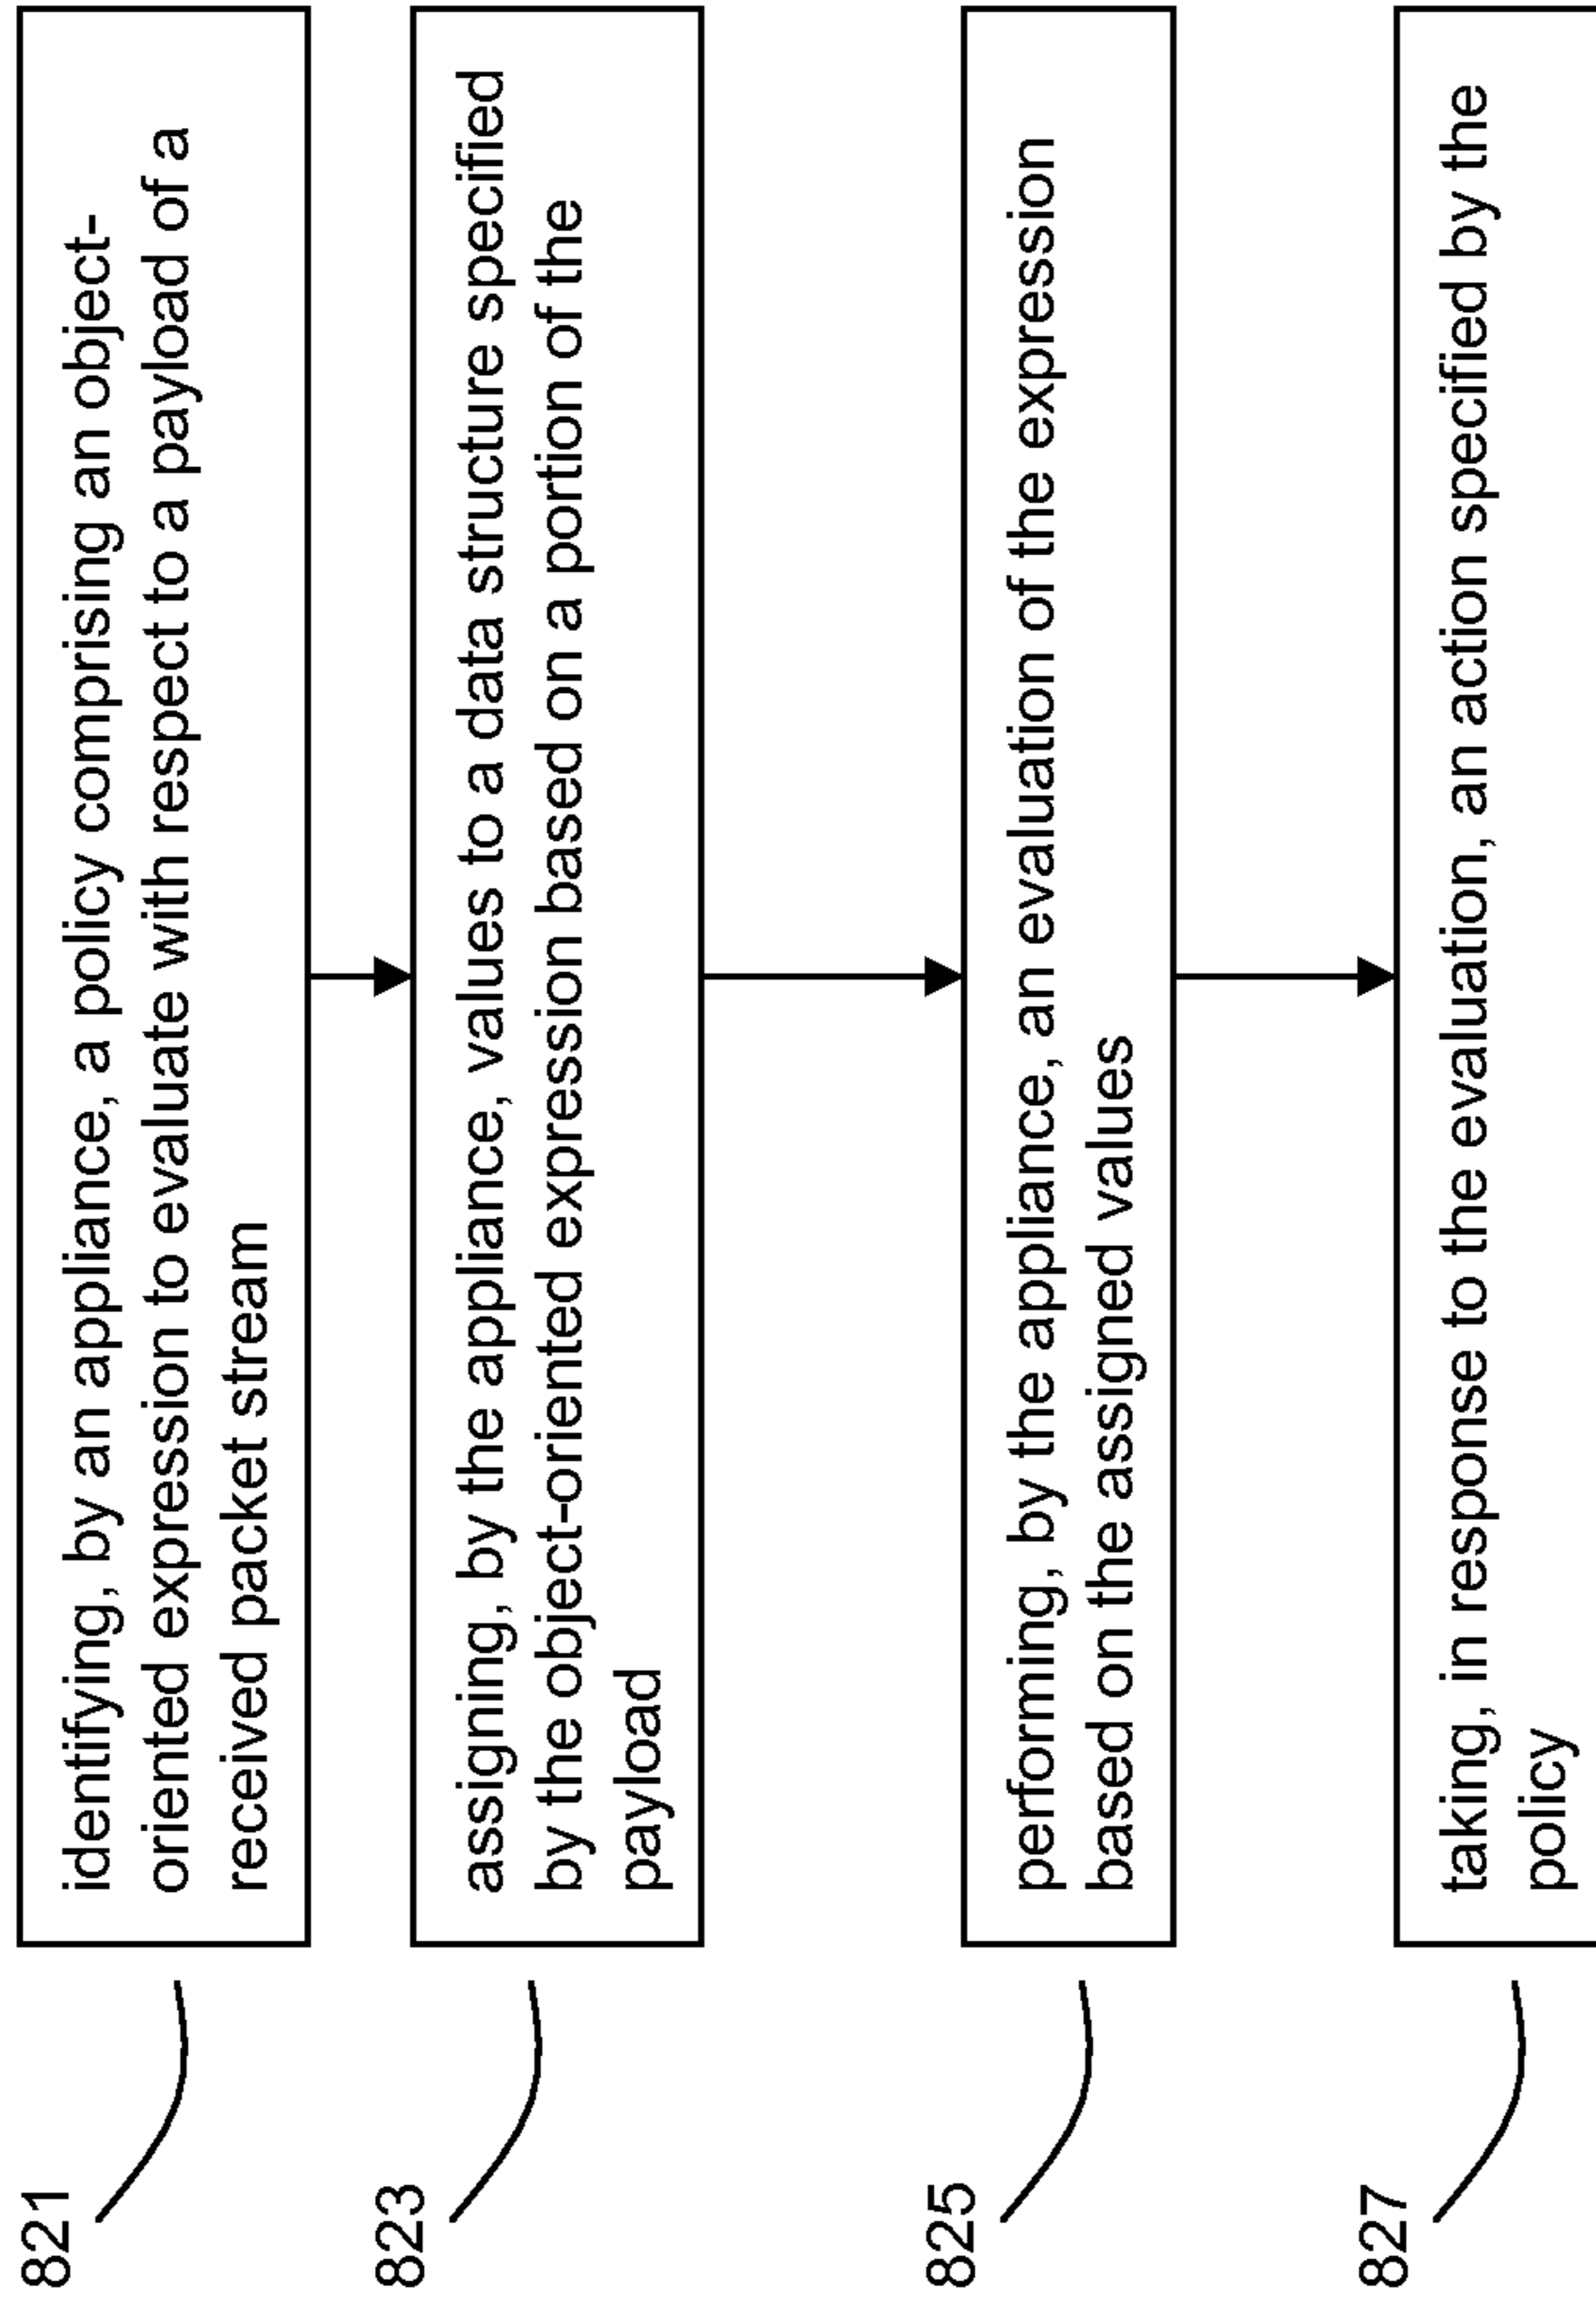 821
identifying, by an appliance, a policy comprising an object-
oriented expression to evaluate with respect to a payload of a
received packet stream
823
assigning, by the appliance, values to a data structure specified
by the object-oriented expression based on a portion of the
payload
825
performing, by the appliance, an evaluation of the expression
based on the assigned values
827
taking, in response to the evaluation, an action specified by the
policy